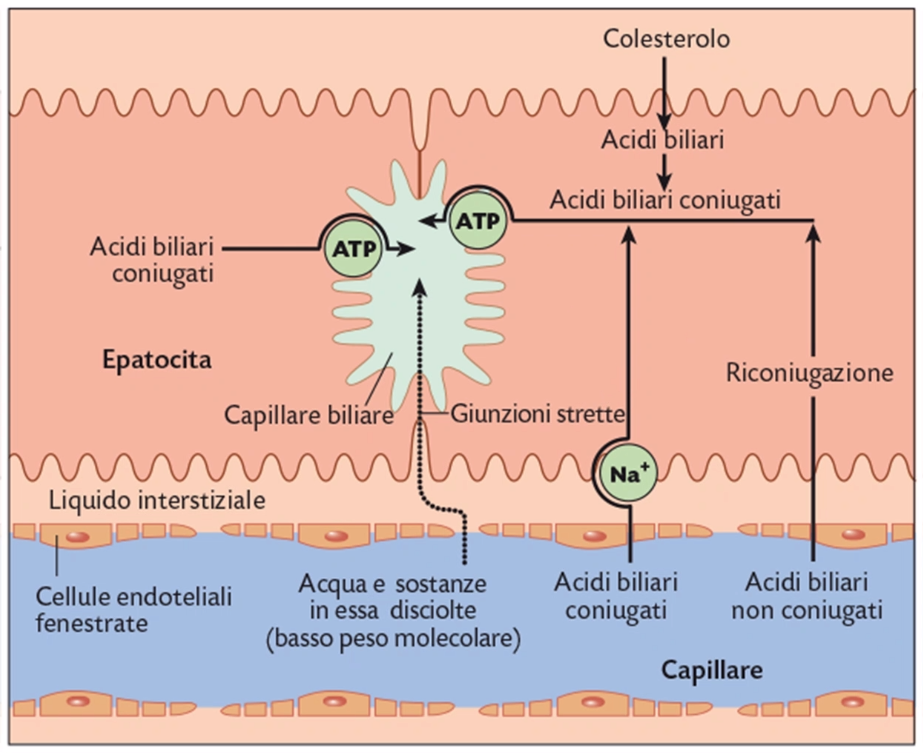 Colesterolo
Acidi biliari
Acidi biliari coniugati
ATP
ATP
Acidi biliari
coniugati
Epatocita
Riconiugazione
Capillare biliare
Giunzioni strette
Na+
Liquido interstiziale
Cellule endoteliali
fenestrate
Acqua e sostanze
in essa disciolte
(basso peso molecolare)
Acidi biliari
coniugati
Acidi biliari
non coniugati
Capillare